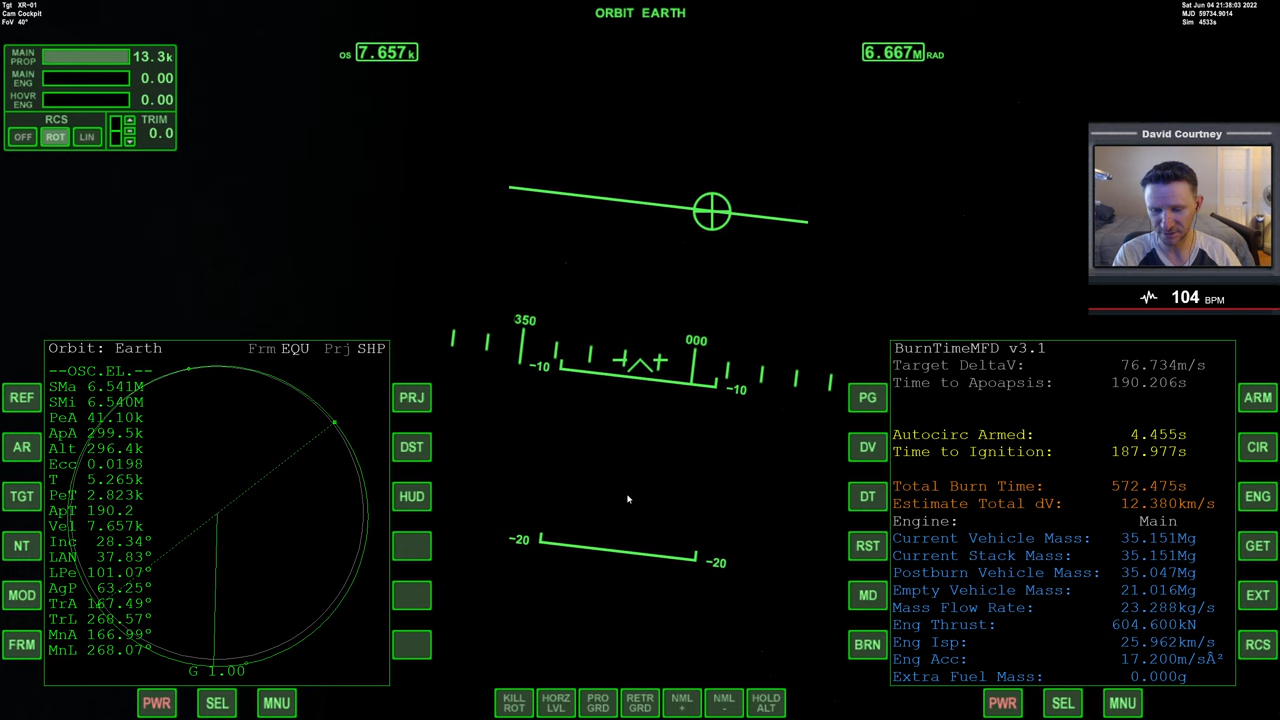 Tgt XR-01
Cam Cockpit
FoV 40°
ORBIT EARTH
Sat Jun 04 21:38:03 2022
MJD 59734.9014
Sim 4533s
OS 7.657k
6.667M RAD
MAIN PROP 13.3k
MAIN ENG 0.00
HOVR ENG 0.00
RCS TRIM
OFF ROT LIN 0.0
David Courtney
104 BPM
350
000
-10 -10
-20 -20
Orbit: Earth Frm EQU Prj SHP
--OSC.EL.--
SMa 6.541M
SMi 6.540M
PeA 41.10k
ApA 299.5k
Alt 296.4k
Ecc 0.0198
T 5.265k
PeT 2.823k
ApT 190.2
Vel 7.657k
Inc 28.34°
LAN 37.83°
LPe 101.07°
AgP 63.25°
TrA 167.49°
TrL 268.57°
MnA 166.99°
MnL 268.07°
G 1.00
REF
AR
TGT
NT
MOD
FRM
PRJ
DST
HUD
PWR SEL MNU
KILL ROT
HORZ LVL
PRO GRD
RETR GRD
NML +
NML -
HOLD ALT
BurnTimeMFD v3.1
Target DeltaV: 76.734m/s
Time to Apoapsis: 190.206s
Autocirc Armed: 4.455s
Time to Ignition: 187.977s
Total Burn Time: 572.475s
Estimate Total dV: 12.380km/s
Engine: Main
Current Vehicle Mass: 35.151Mg
Current Stack Mass: 35.151Mg
Postburn Vehicle Mass: 35.047Mg
Empty Vehicle Mass: 21.016Mg
Mass Flow Rate: 23.288kg/s
Eng Thrust: 604.600kN
Eng Isp: 25.962km/s
Eng Acc: 17.200m/sÂ²
Extra Fuel Mass: 0.000g
PG
DV
DT
RST
MD
BRN
ARM
CIR
ENG
GET
EXT
RCS
PWR SEL MNU